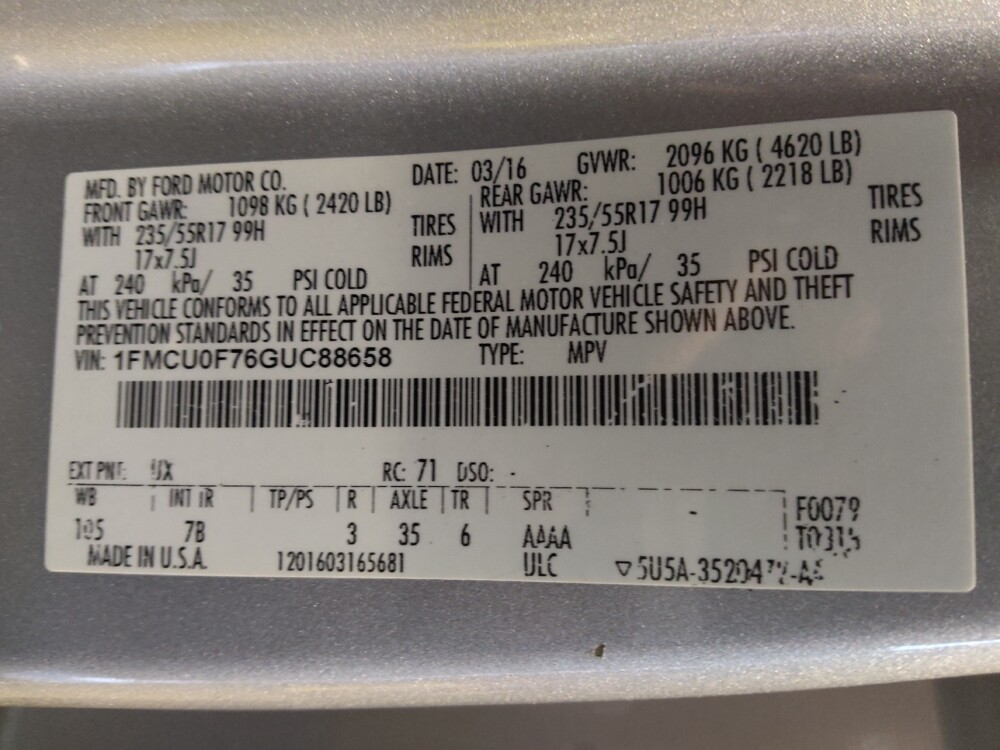 MFD. BY FORD MOTOR CO. DATE: 03/16 GVWR: 2096 KG ( 4620 LB)
FRONT GAWR: 1098 KG ( 2420 LB) REAR GAWR: 1006 KG ( 2218 LB)
WITH 235/55R17 99H TIRES WITH 235/55R17 99H TIRES
17x7.5J RIMS 17x7.5J RIMS
AT 240 kPa/ 35 PSI COLD AT 240 kPa/ 35 PSI COLD
THIS VEHICLE CONFORMS TO ALL APPLICABLE FEDERAL MOTOR VEHICLE SAFETY AND THEFT
PREVENTION STANDARDS IN EFFECT ON THE DATE OF MANUFACTURE SHOWN ABOVE.
VIN: 1FMCU0F76GUC88658 TYPE: MPV
EXT PNT: UX RC: 71 DSO: -
WB INT TR TP/PS R AXLE TR SPR - F0079
105 7B 3 35 6 AAAA
MADE IN U.S.A. 1201603165681 ULC